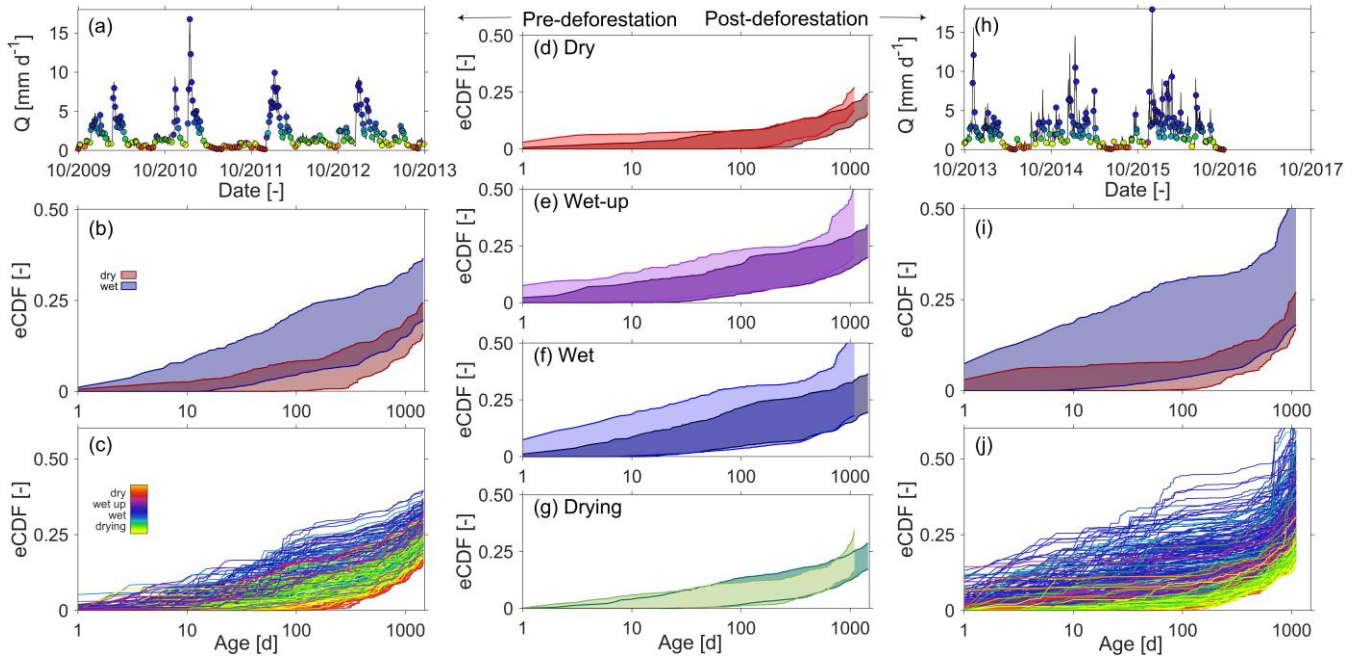 Pre-deforestation Post-deforestation
(a)
Q [mm d⁻¹]
15
10
5
0
10/2009 10/2010 10/2011 10/2012 10/2013
Date [-]
(b)
eCDF [-]
0.50
0.25
0
dry
wet
1 10 100 1000
(c)
eCDF [-]
0.50
0.25
0
dry
wet up
wet
drying
1 10 100 1000
Age [d]
(d) Dry
eCDF [-]
0.50
0.25
0
1 10 100 1000
(e) Wet-up
eCDF [-]
0.50
0.25
0
1 10 100 1000
(f) Wet
eCDF [-]
0.50
0.25
0
1 10 100 1000
(g) Drying
eCDF [-]
0.50
0.25
0
1 10 100 1000
Age [d]
(h)
Q [mm d⁻¹]
15
10
5
0
10/2013 10/2014 10/2015 10/2016 10/2017
Date [-]
(i)
eCDF [-]
0.50
0.25
0
1 10 100 1000
(j)
eCDF [-]
0.50
0.25
0
1 10 100 1000
Age [d]